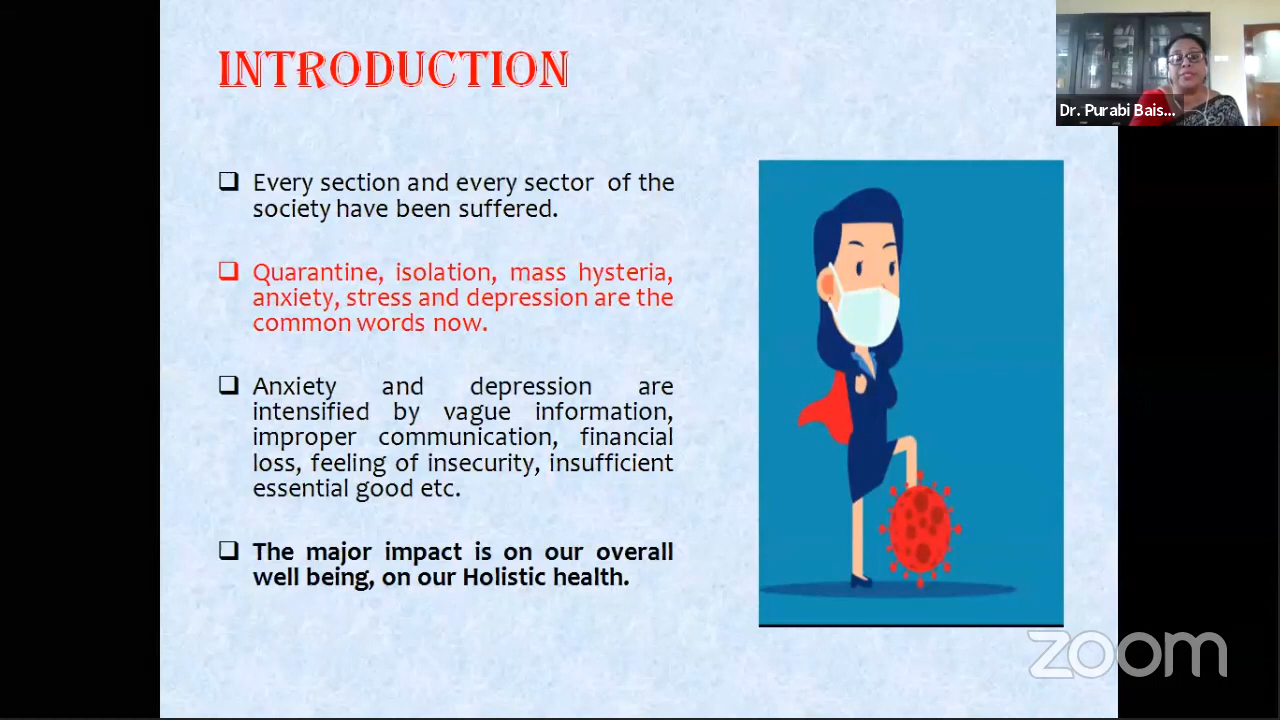 INTRODUCTION
Dr. Purabi Bais...
Every section and every sector of the
society have been suffered.
Quarantine, isolation, mass hysteria,
anxiety, stress and depression are the
common words now.
Anxiety and depression are
intensified by vague information,
improper communication, financial
loss, feeling of insecurity, insufficient
essential good etc.
The major impact is on our overall
well being, on our Holistic health.
zoom